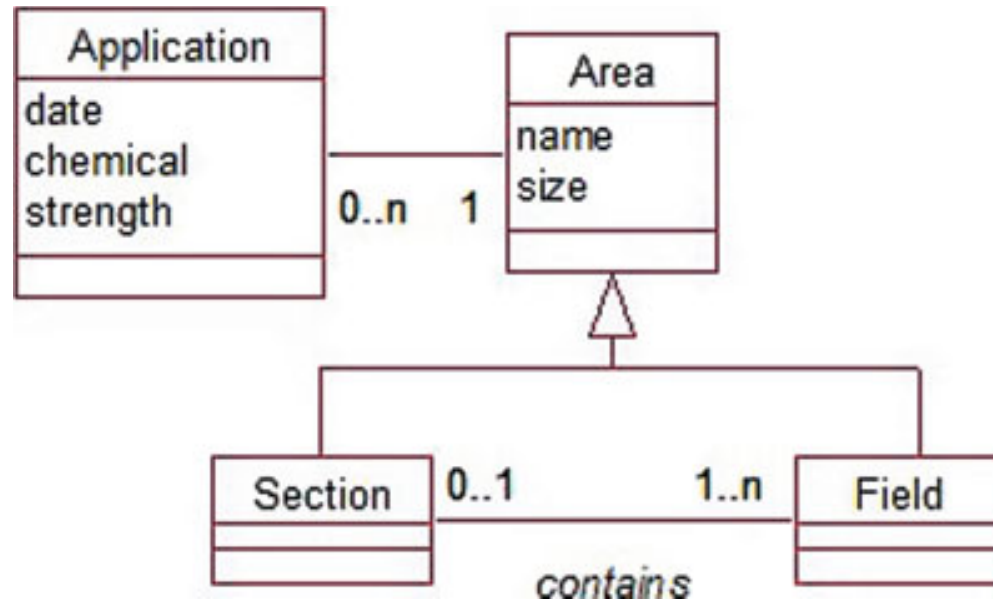 Application
date
chemical
strength
0..n 1
Area
name
size
Section
0..1
1..n
Field
contains